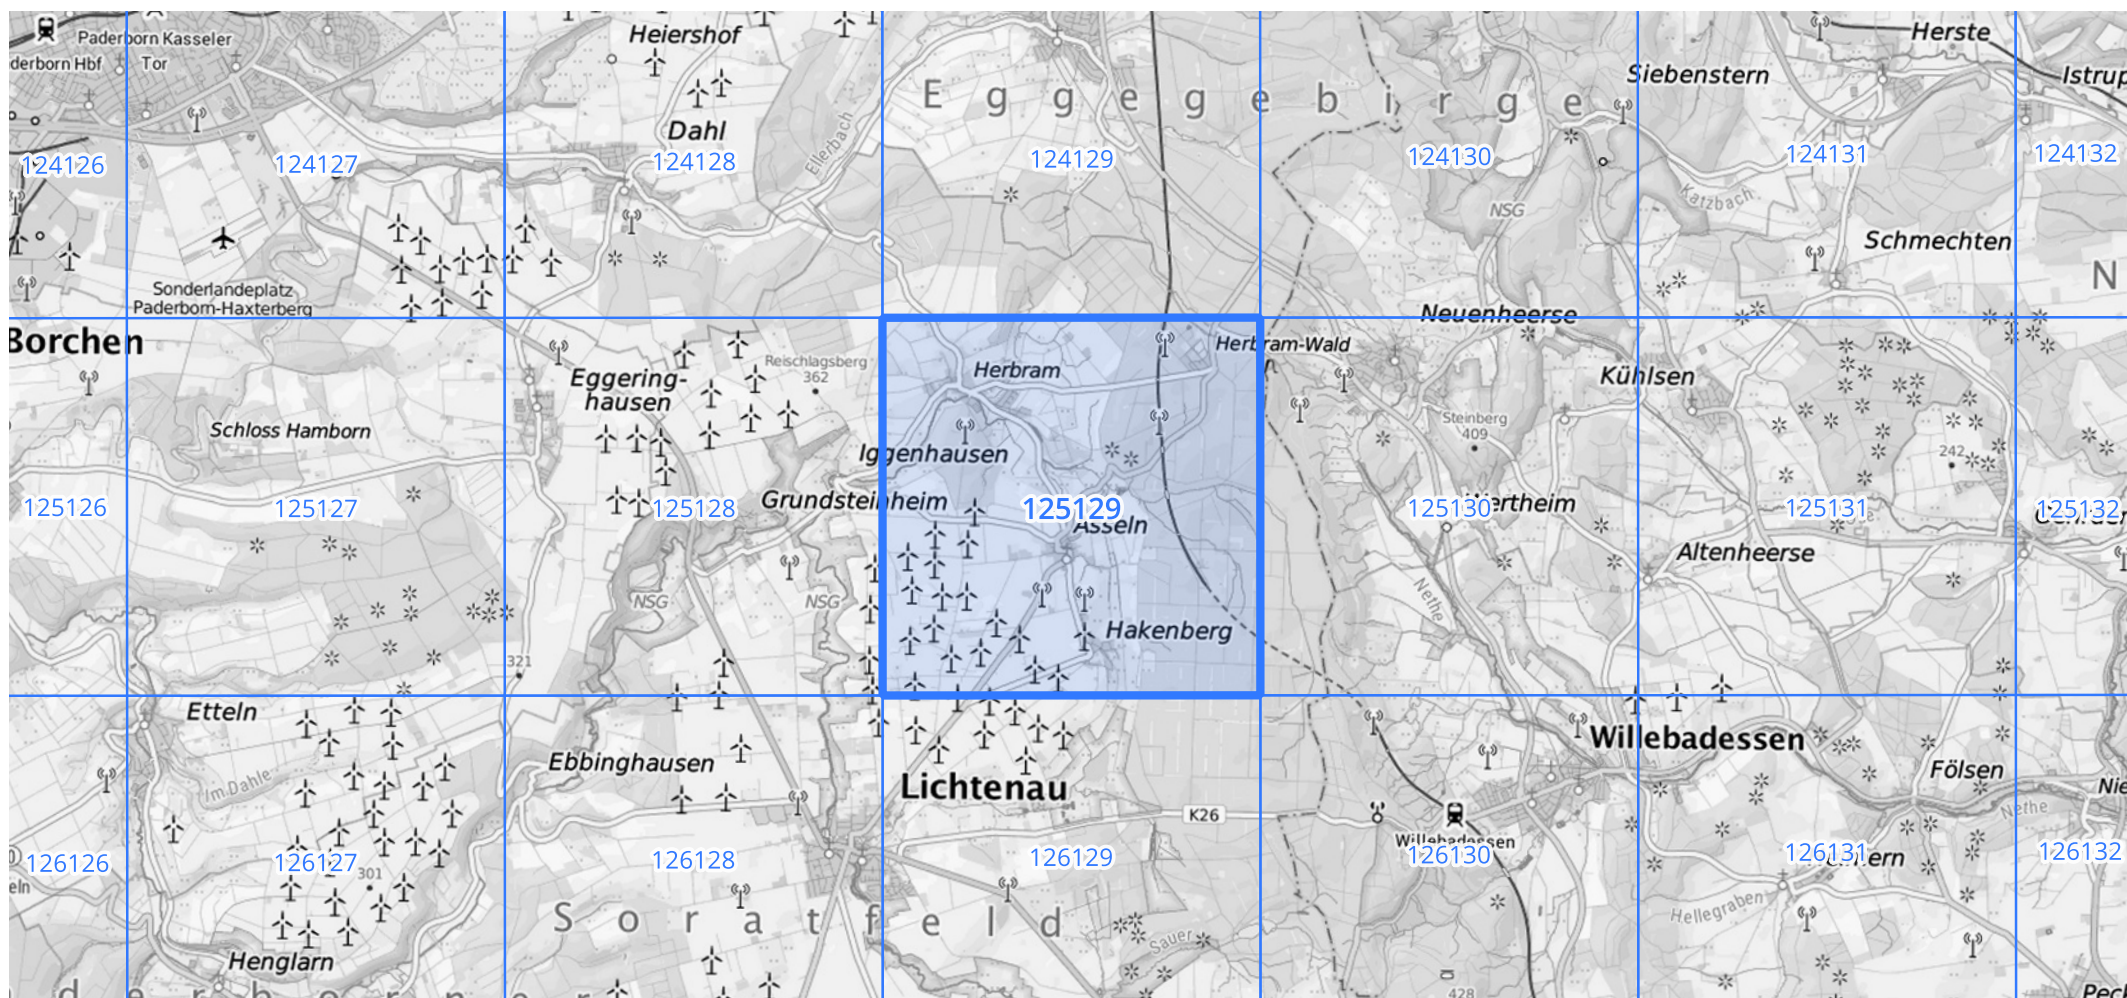 Paderborn Kasseler
Tor
derborn Hbf
Heiershof
Herste
Siebenstern
Istrup
E g g e g e b i r g e
Dahl
Ellerbach
124126
124127
124128
124129
124130
124131
124132
Katzbach
NSG
Schmechten
N
Sonderlandeplatz
Paderborn-Haxterberg
Neuenheerse
Borchen
Herbram-Wald
Reischlagsberg
362
Herbram
Eggering-
hausen
Kühlsen
Schloss Hamborn
Steinberg
409
Iggenhausen
242
Grundsteinheim
125126
125127
125128
125129
125130
125131
125132
Asseln
Altenheerse
NSG
NSG
Nethe
Hakenberg
321
Etteln
Willebadessen
Ebbinghausen
Fölsen
Im Dahle
Lichtenau
Nie
Nethe
K26
Willebadessen
126126
126127
126128
126129
126130
126131
126132
eln
301
Hellegraben
S o r a t f e l d
Sauer
Henglarn
428
Pec
d e r b o r n e r